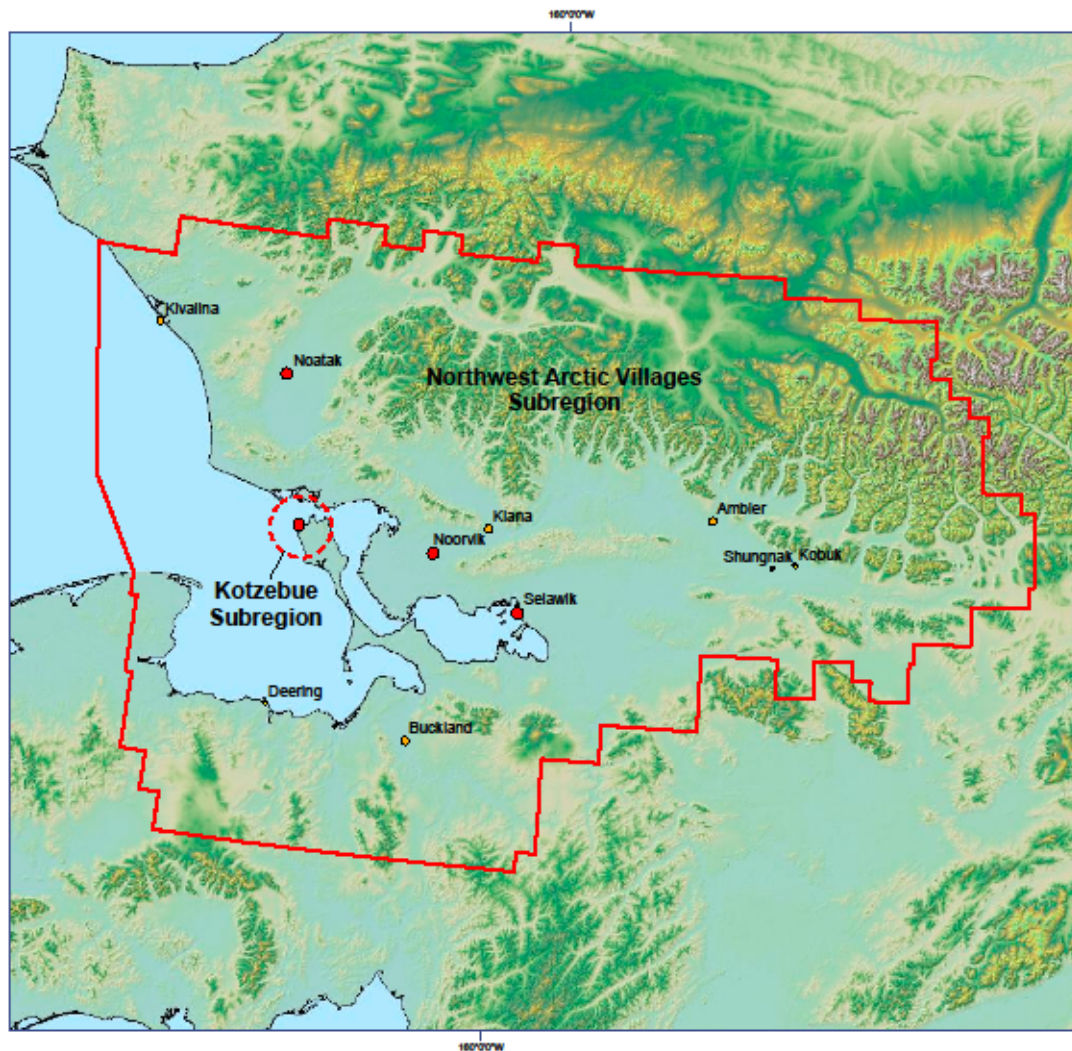 160°0'0"W
Kivalina
Noatak
Northwest Arctic Villages
Subregion
Kiana
Ambler
Noorvik
Shungnak
Kobuk
Kotzebue
Subregion
Selawik
Deering
Buckland
160°0'0"W